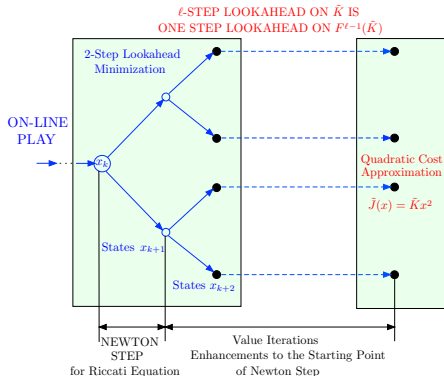 ℓ-STEP LOOKAHEAD ON K̃ IS
ONE STEP LOOKAHEAD ON F^{ℓ−1}(K̃)
2-Step Lookahead
Minimization
ON-LINE
PLAY
x_k
Quadratic Cost
Approximation
J̃(x) = K̃x²
States x_{k+1}
States x_{k+2}
NEWTON
STEP
for Riccati Equation
Value Iterations
Enhancements to the Starting Point
of Newton Step